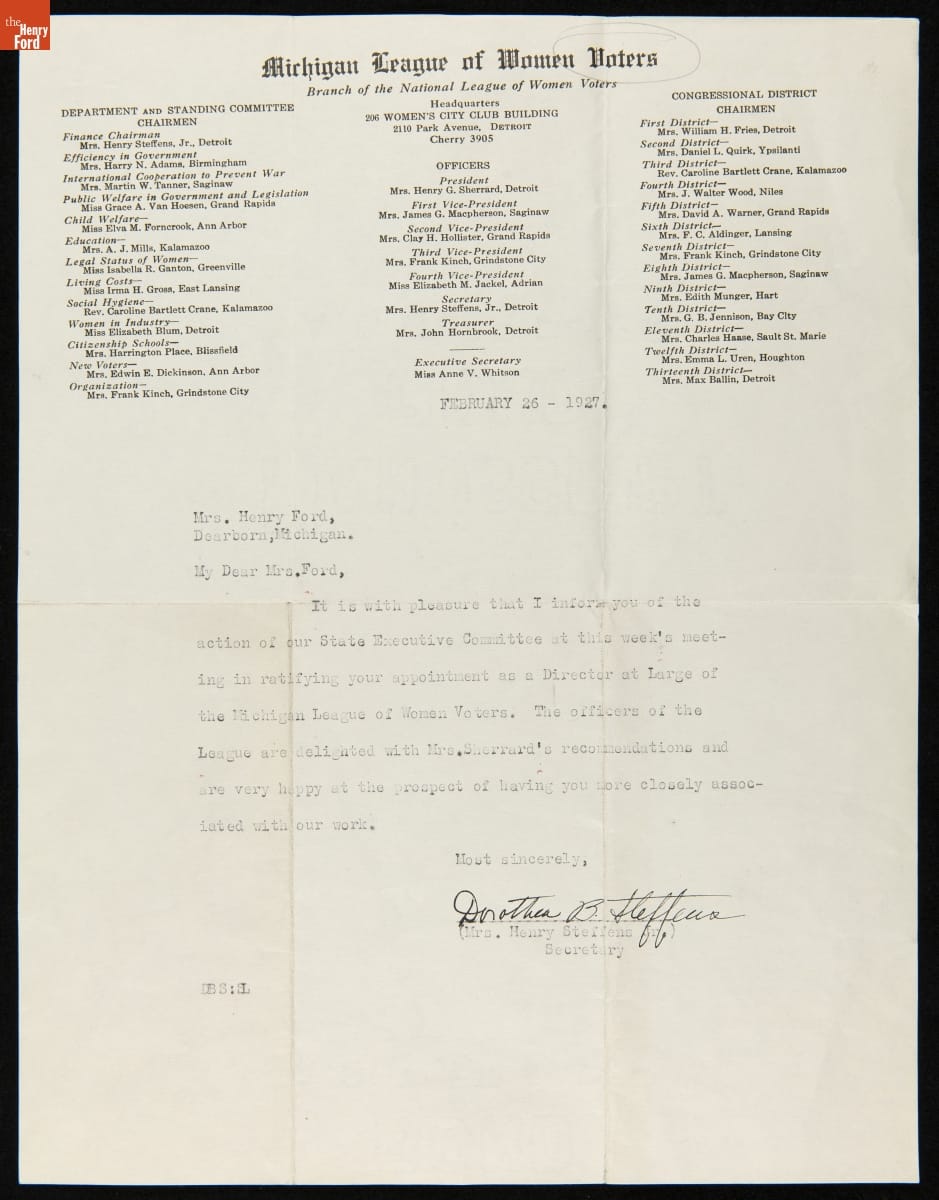 the
Henry
Ford
Michigan League of Women Voters
Branch of the National League of Women Voters
Headquarters
206 WOMEN'S CITY CLUB BUILDING
2110 Park Avenue, DETROIT
Cherry 3905
DEPARTMENT AND STANDING COMMITTEE
CHAIRMEN
Finance Chairman
Mrs. Henry Steffens, Jr., Detroit
Efficiency in Government
Mrs. Harry N. Adams, Birmingham
International Cooperation to Prevent War
Mrs. Martin W. Tanner, Saginaw
Public Welfare in Government and Legislation
Miss Grace A. Van Hoesen, Grand Rapids
Child Welfare—
Miss Elva M. Forncrook, Ann Arbor
Education—
Mrs. A. J. Mills, Kalamazoo
Legal Status of Women—
Miss Isabella R. Ganton, Greenville
Living Costs—
Miss Irma H. Gross, East Lansing
Social Hygiene—
Rev. Caroline Bartlett Crane, Kalamazoo
Women in Industry—
Miss Elizabeth Blum, Detroit
Citizenship Schools—
Mrs. Harrington Place, Blissfield
New Voters—
Mrs. Edwin E. Dickinson, Ann Arbor
Organization—
Mrs. Frank Kinch, Grindstone City
OFFICERS
President
Mrs. Henry G. Sherrard, Detroit
First Vice-President
Mrs. James G. Macpherson, Saginaw
Second Vice-President
Mrs. Clay H. Hollister, Grand Rapids
Third Vice-President
Mrs. Frank Kinch, Grindstone City
Fourth Vice-President
Miss Elizabeth M. Jackel, Adrian
Secretary
Mrs. Henry Steffens, Jr., Detroit
Treasurer
Mrs. John Hornbrook, Detroit
Executive Secretary
Miss Anne V. Whitson
CONGRESSIONAL DISTRICT
CHAIRMEN
First District—
Mrs. William H. Fries, Detroit
Second District—
Mrs. Daniel L. Quirk, Ypsilanti
Third District—
Rev. Caroline Bartlett Crane, Kalamazoo
Fourth District—
Mrs. J. Walter Wood, Niles
Fifth District—
Mrs. David A. Warner, Grand Rapids
Sixth District—
Mrs. F. C. Aldinger, Lansing
Seventh District—
Mrs. Frank Kinch, Grindstone City
Eighth District—
Mrs. James G. Macpherson, Saginaw
Ninth District—
Mrs. Edith Munger, Hart
Tenth District—
Mrs. G. B. Jennison, Bay City
Eleventh District—
Mrs. Charles Haase, Sault St. Marie
Twelfth District—
Mrs. Emma L. Uren, Houghton
Thirteenth District—
Mrs. Max Ballin, Detroit
FEBRUARY 26 - 1927.
Mrs. Henry Ford,
Dearborn,Michigan.
My Dear Mrs.Ford,
It is with pleasure that I inform you of the
action of our State Executive Committee at this week's meet-
ing in ratifying your appointment as a Director at Large of
the Michigan League of Women Voters. The officers of the
League are delighted with Mrs.Sherrard's recommendations and
are very happy at the prospect of having you more closely assoc-
iated with our work.
Most sincerely,
Dorothea B. Steffens
(Mrs. Henry Steffens Jr.)
Secretary
DBS:SL